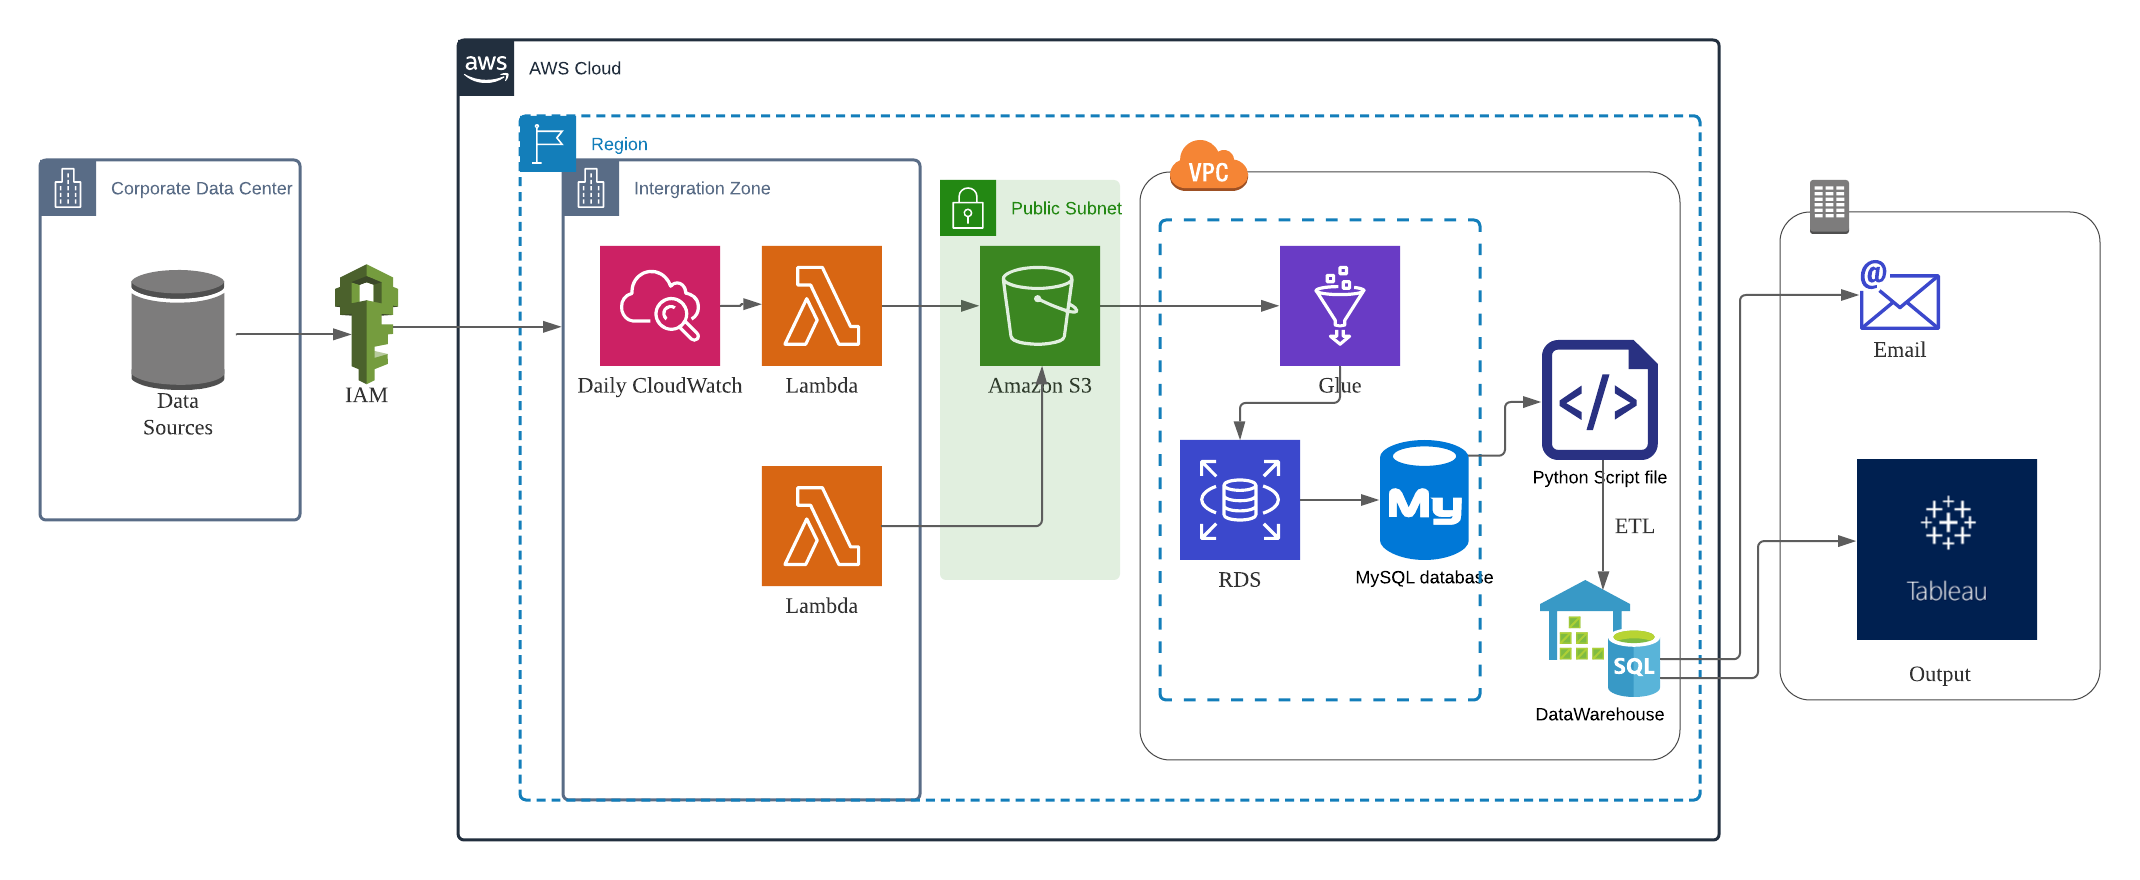 aws
AWS Cloud
Region
Corporate Data Center
Intergration Zone
VPC
Public Subnet
Data
Sources
IAM
Daily CloudWatch
Lambda
Amazon S3
Glue
@
Email
</>
Python Script file
ETL
My
RDS
MySQL database
Lambda
Tableau
SQL
Output
DataWarehouse